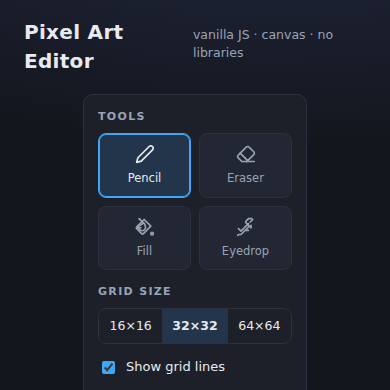 Pixel Art
Editor
vanilla JS · canvas · no
libraries
TOOLS
Pencil
Eraser
Fill
Eyedrop
GRID SIZE
16×16 32×32 64×64
Show grid lines